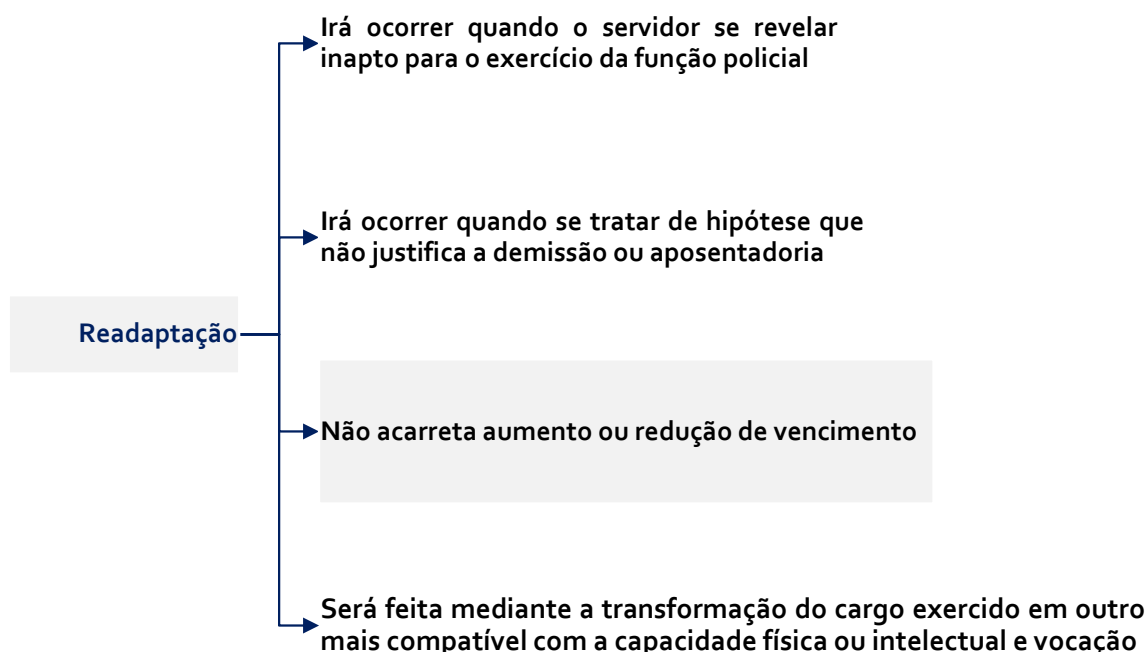 Irá ocorrer quando o servidor se revelar
inapto para o exercício da função policial
Irá ocorrer quando se tratar de hipótese que
não justifica a demissão ou aposentadoria
Readaptação
Não acarreta aumento ou redução de vencimento
Será feita mediante a transformação do cargo exercido em outro
mais compatível com a capacidade física ou intelectual e vocação